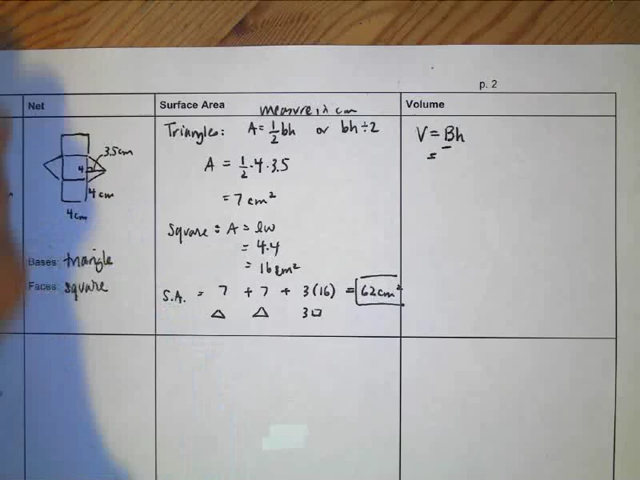 p. 2
Net
Surface Area
measure in cm
Volume
3.5cm
4
4cm
4cm
Bases: triangle
Faces: square
Triangles: A = 1/2 bh or bh÷2
A = 1/2 · 4 · 3.5
= 7 cm²
Square : A = lw
= 4.4
= 16 cm²
S.A. = 7 + 7 + 3(16) = 62cm²
△ △ 3□
V = Bh
=